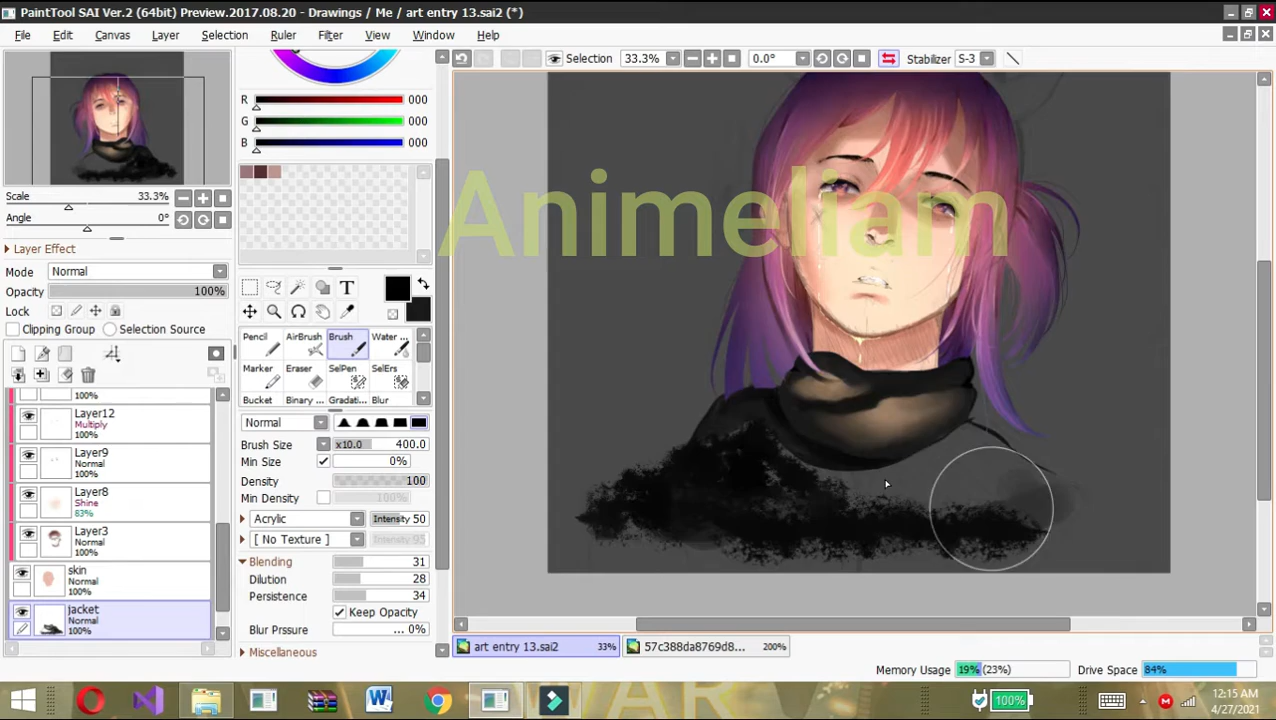 PaintTool SAI Ver.2 (64bit) Preview.2017.08.20 - Drawings / Me / art entry 13.sai2 (*)
File Edit Canvas Layer Selection Ruler Filter View Window Help
Selection 33.3% 0.0° Stabilizer S-3
R 000
G 000
B 000
Scale 33.3%
Angle 0°
Layer Effect
Mode Normal
Opacity 100%
Lock
Clipping Group Selection Source
100%
Layer12
Multiply
100%
Layer9
Normal
100%
Layer8
Shine
83%
Layer3
Normal
100%
skin
Normal
100%
jacket
Normal
100%
T
Pencil AirBrush Brush Water ..
Marker Eraser SelPen SelErs
Bucket Binary ... Gradati... Blur
Normal
Brush Size x10.0 400.0
Min Size 0%
Density 100
Min Density 100%
Acrylic Intensity 50
[ No Texture ] Intensity 95
Blending 31
Dilution 28
Persistence 34
Keep Opacity
Blur Prssure ... 0%
Miscellaneous
Animeliam
art entry 13.sai2 33% 57c388da8769d8... 200%
Memory Usage 19% (23%) Drive Space 84%
WAR
100%
12:15 AM
4/27/2021